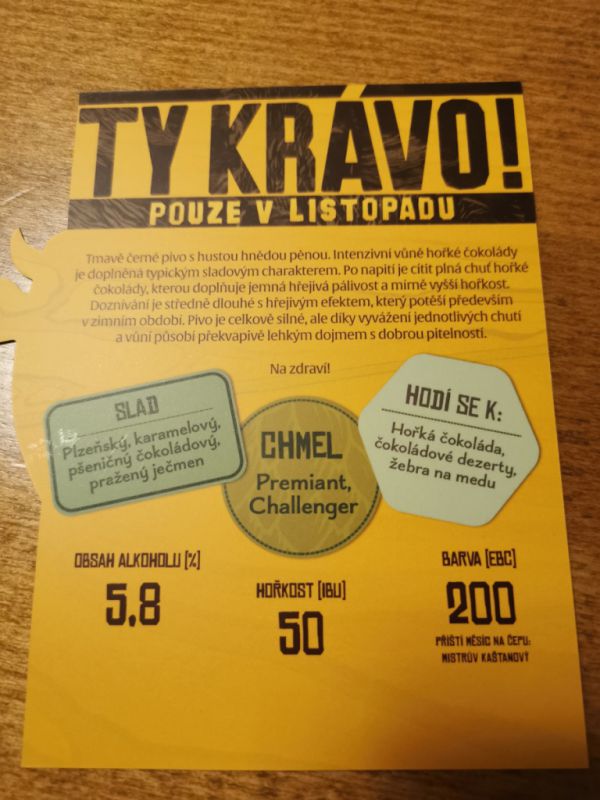 TY KRÁVO!
POUZE V LISTOPADU
Tmavě černé pivo s hustou hnědou pěnou. Intenzivní vůně hořké čokolády
je doplněná typickým sladovým charakterem. Po napití je cítit plná chuť hořké
čokolády, kterou doplňuje jemná hřejivá pálivost a mírně vyšší hořkost.
Doznívání je středně dlouhé s hřejivým efektem, který potěší především
v zimním období. Pivo je celkově silné, ale díky vyvážení jednotlivých chutí
a vůní působí překvapivě lehkým dojmem s dobrou pitelností.
Na zdraví!
SLAD
Plzeňský, karamelový,
pšeničný čokoládový,
pražený ječmen
CHMEL
Premiant,
Challenger
HODÍ SE K:
Hořká čokoláda,
čokoládové dezerty,
žebra na medu
OBSAH ALKOHOLU [%]
5.8
HOŘKOST [IBU]
50
BARVA [EBC]
200
PŘÍŠTÍ MĚSÍC NA ČEPU:
MISTRŮV KAŠTANOVÝ